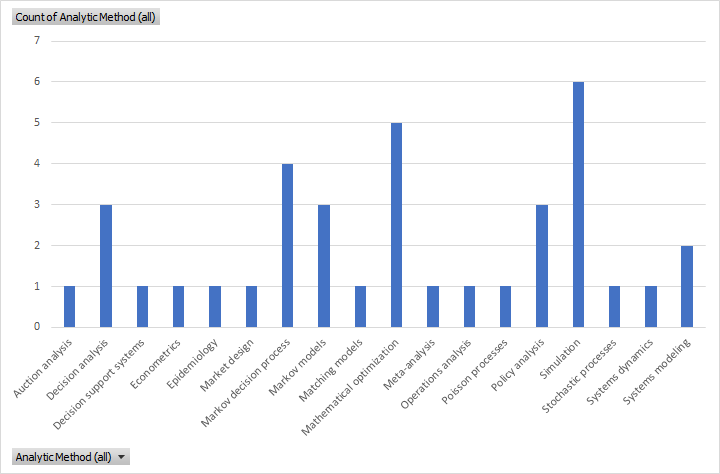 Count of Analytic Method (all)
7
6
5
4
3
2
1
0
Auction analysis
Decision analysis
Decision support systems
Econometrics
Epidemiology
Market design
Markov decision process
Markov models
Matching models
Mathematical optimization
Meta-analysis
Operations analysis
Poisson processes
Policy analysis
Simulation
Stochastic processes
Systems dynamics
Systems modeling
Analytic Method (all)